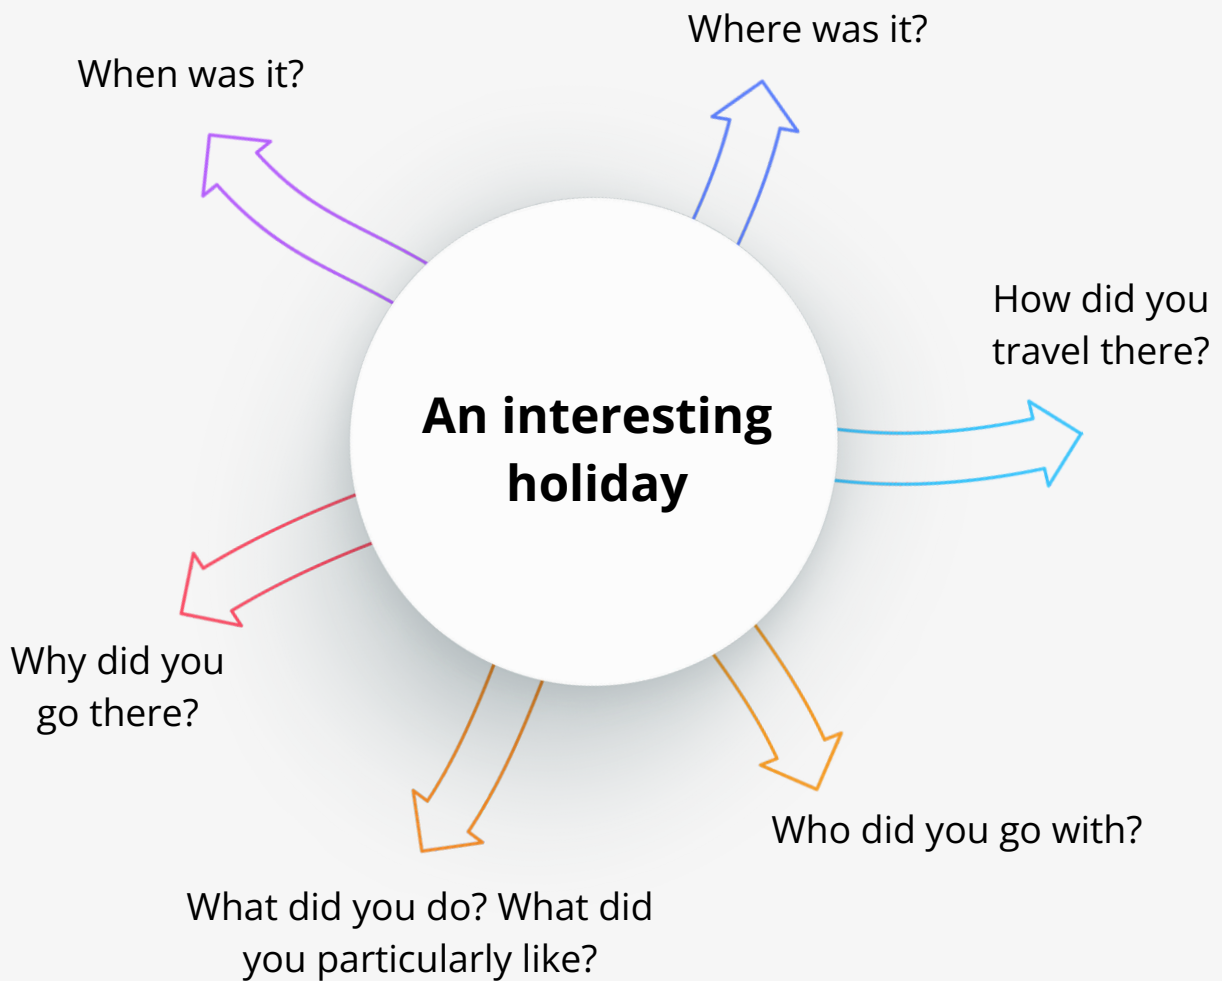 Where was it?
When was it?
How did you
travel there?
An interesting
holiday
Why did you
go there?
Who did you go with?
What did you do? What did
you particularly like?